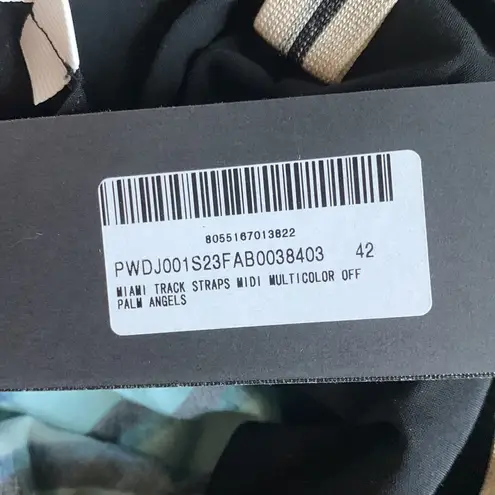 8055167013822
PWDJ001S23FAB0038403 42
MIAMI TRACK STRAPS MIDI MULTICOLOR OFF
PALM ANGELS